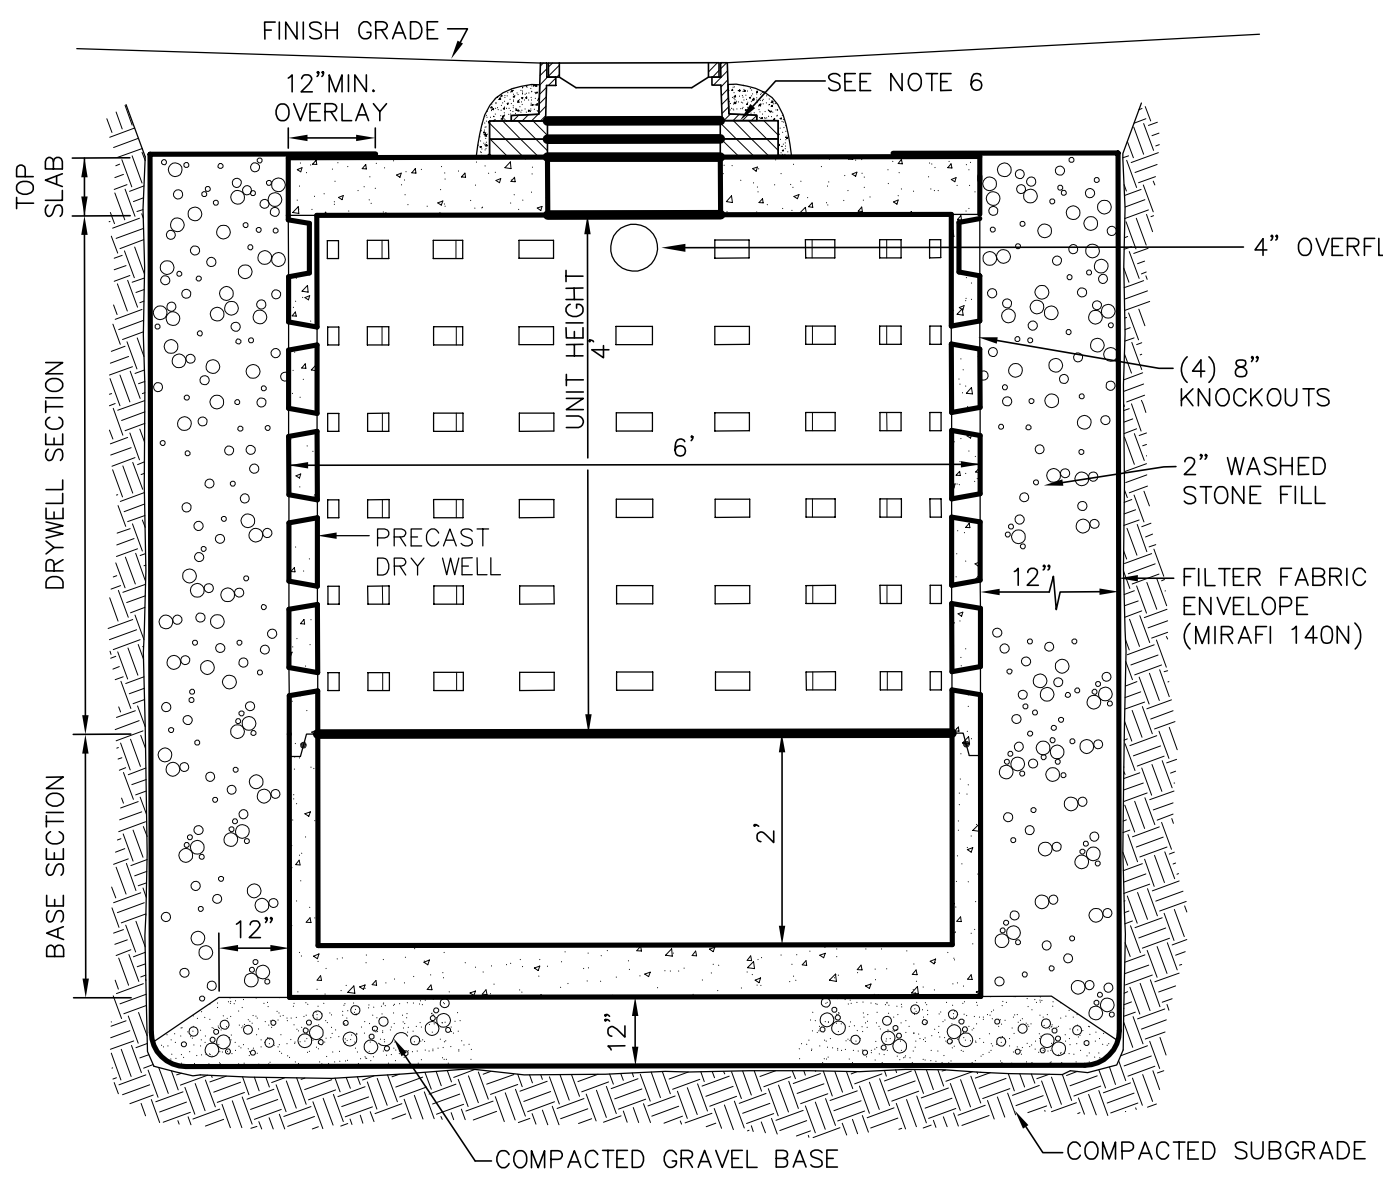 FINISH GRADE
12”MIN.
OVERLAY
SEE NOTE 6
TOP
SLAB
4” OVERFL
UNIT HEIGHT
4'
(4) 8”
KNOCKOUTS
DRYWELL SECTION
6'
2” WASHED
STONE FILL
PRECAST
DRY WELL
12”
FILTER FABRIC
ENVELOPE
(MIRAFI 140N)
BASE SECTION
2'
12”
12”
COMPACTED GRAVEL BASE
COMPACTED SUBGRADE